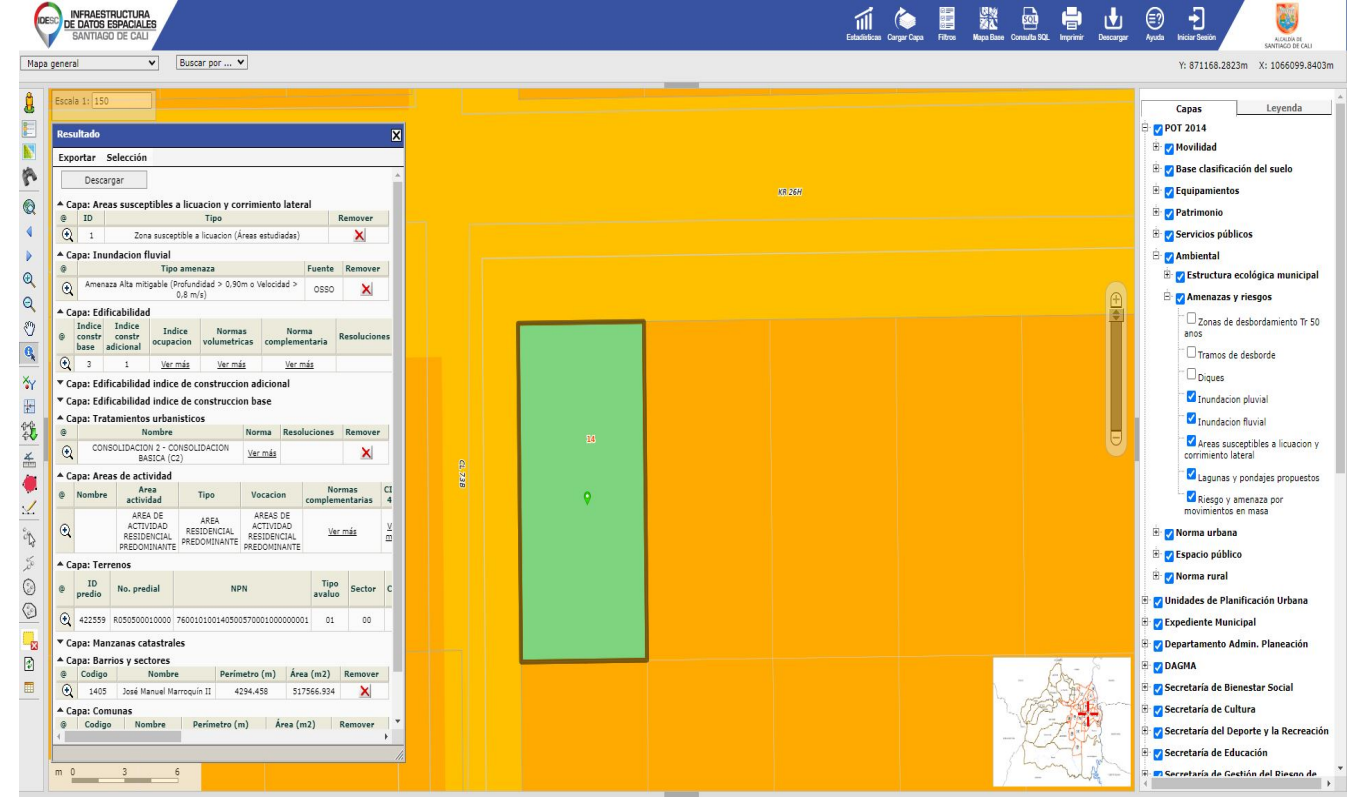 IDESC INFRAESTRUCTURA
DE DATOS ESPACIALES
SANTIAGO DE CALI
Estadísticas Cargar Capa Filtros Mapa Base Consulta SQL Imprimir Descargar Ayuda Iniciar Sesión
ALCALDÍA DE
SANTIAGO DE CALI
Mapa general Buscar por ... Y: 871168.2823m X: 1066099.8403m
Escala 1: 150
Resultado X
Exportar Selección
Descargar
Capa: Areas susceptibles a licuacion y corrimiento lateral
@ ID Tipo Remover
1 Zona susceptible a licuacion (Áreas estudiadas)
Capa: Inundacion fluvial
@ Tipo amenaza Fuente Remover
Amenaza Alta mitigable (Profundidad > 0,90m o Velocidad >
0,8 m/s) OSSO
Capa: Edificabilidad
@ Indice constr base Indice constr adicional Indice ocupacion Normas volumetricas Norma complementaria Resoluciones
3 1 Ver más Ver más Ver más
Capa: Edificabilidad indice de construccion adicional
Capa: Edificabilidad indice de construccion base
Capa: Tratamientos urbanisticos
@ Nombre Norma Resoluciones Remover
CONSOLIDACION 2 - CONSOLIDACION
BASICA (C2) Ver más
Capa: Areas de actividad
@ Nombre Area actividad Tipo Vocacion Normas complementarias CI 4
AREA DE ACTIVIDAD RESIDENCIAL PREDOMINANTE AREA RESIDENCIAL PREDOMINANTE AREAS DE ACTIVIDAD RESIDENCIAL PREDOMINANTE Ver más V m
Capa: Terrenos
@ ID predio No. predial NPN Tipo avaluo Sector C
422559 R050500010000 760010100140500570001000000001 01 00
Capa: Manzanas catastrales
Capa: Barrios y sectores
@ Codigo Nombre Perímetro (m) Área (m2) Remover
1405 José Manuel Marroquín II 4294.458 517566.934
Capa: Comunas
@ Codigo Nombre Perímetro (m) Área (m2) Remover
m 0 3 6
KR 26H
14
CL 73B
Capas Leyenda
POT 2014
Movilidad
Base clasificación del suelo
Equipamientos
Patrimonio
Servicios públicos
Ambiental
Estructura ecológica municipal
Amenazas y riesgos
Zonas de desbordamiento Tr 50
anos
Tramos de desborde
Diques
Inundacion pluvial
Inundacion fluvial
Areas susceptibles a licuacion y
corrimiento lateral
Lagunas y pondajes propuestos
Riesgo y amenaza por
movimientos en masa
Norma urbana
Espacio público
Norma rural
Unidades de Planificación Urbana
Expediente Municipal
Departamento Admin. Planeación
DAGMA
Secretaría de Bienestar Social
Secretaría de Cultura
Secretaría del Deporte y la Recreación
Secretaría de Educación
Secretaría de Gestión del Riesgo de